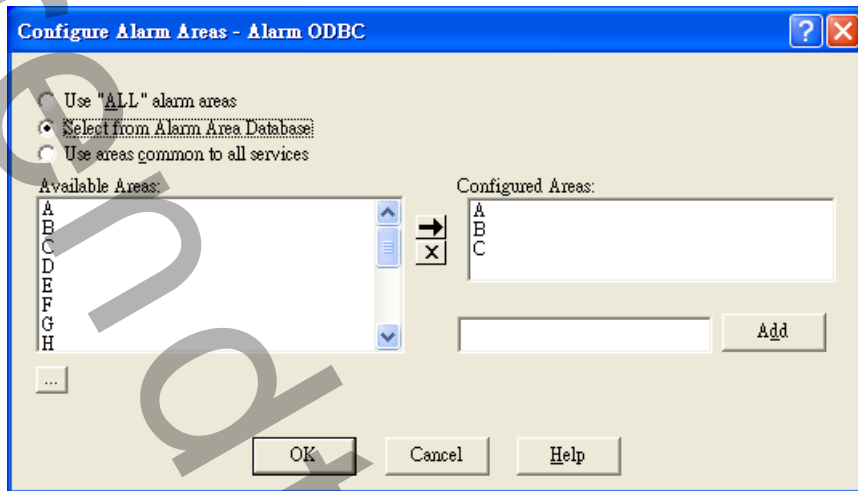 Configure Alarm Areas - Alarm ODBC
Use "ALL" alarm areas
Select from Alarm Area Database
Use areas common to all services
Available Areas:
A
B
C
D
E
F
G
H
...
Configured Areas:
A
B
C
Add
OK
Cancel
Help